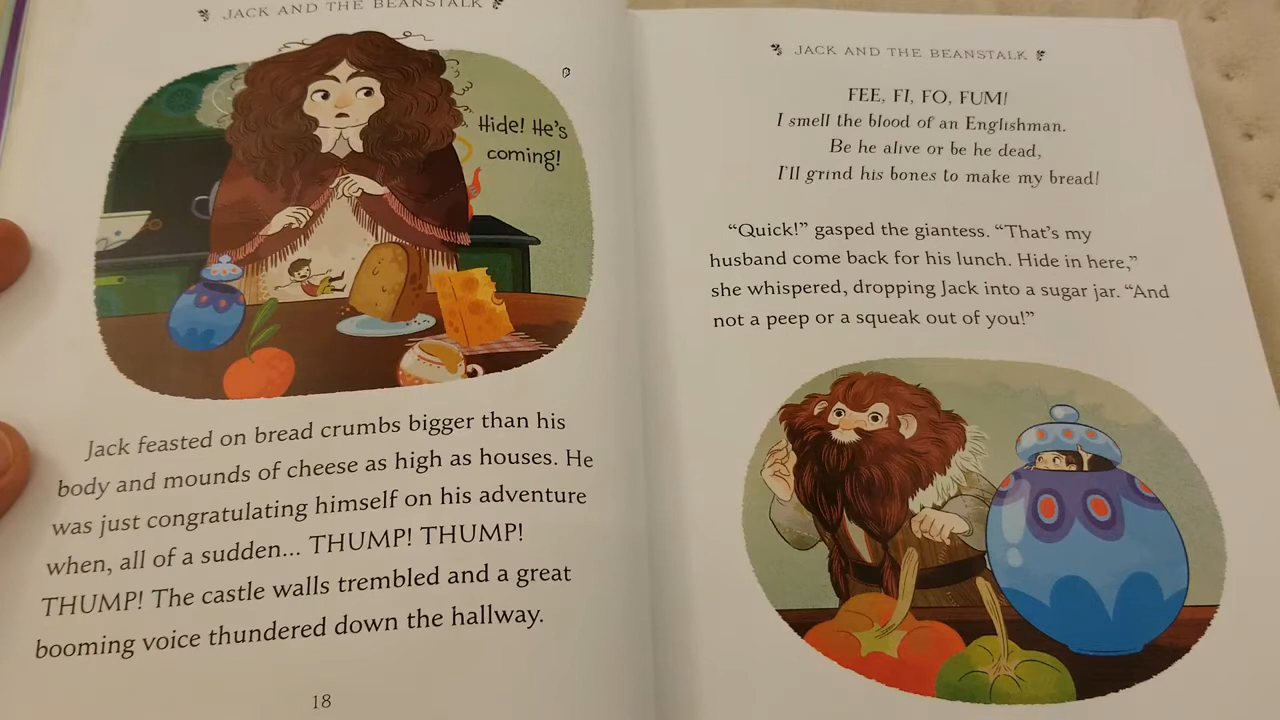 JACK AND THE BEANSTALK
Hide! He's
coming!
Jack feasted on bread crumbs bigger than his
body and mounds of cheese as high as houses. He
was just congratulating himself on his adventure
when, all of a sudden... THUMP! THUMP!
THUMP! The castle walls trembled and a great
booming voice thundered down the hallway.
18
JACK AND THE BEANSTALK
FEE, FI, FO, FUM!
I smell the blood of an Englishman.
Be he alive or be he dead,
I'll grind his bones to make my bread!
“Quick!” gasped the giantess. “That's my
husband come back for his lunch. Hide in here,”
she whispered, dropping Jack into a sugar jar. “And
not a peep or a squeak out of you!”